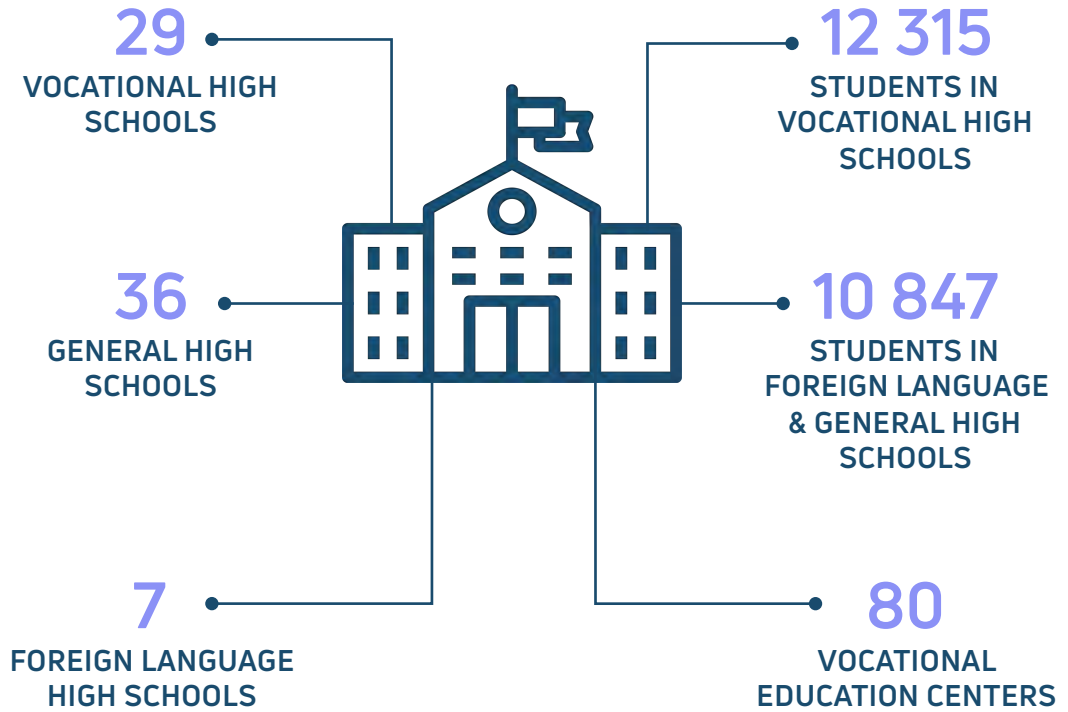 29
VOCATIONAL HIGH
SCHOOLS
12 315
STUDENTS IN
VOCATIONAL HIGH
SCHOOLS
36
GENERAL HIGH
SCHOOLS
10 847
STUDENTS IN
FOREIGN LANGUAGE
& GENERAL HIGH
SCHOOLS
7
FOREIGN LANGUAGE
HIGH SCHOOLS
80
VOCATIONAL
EDUCATION CENTERS